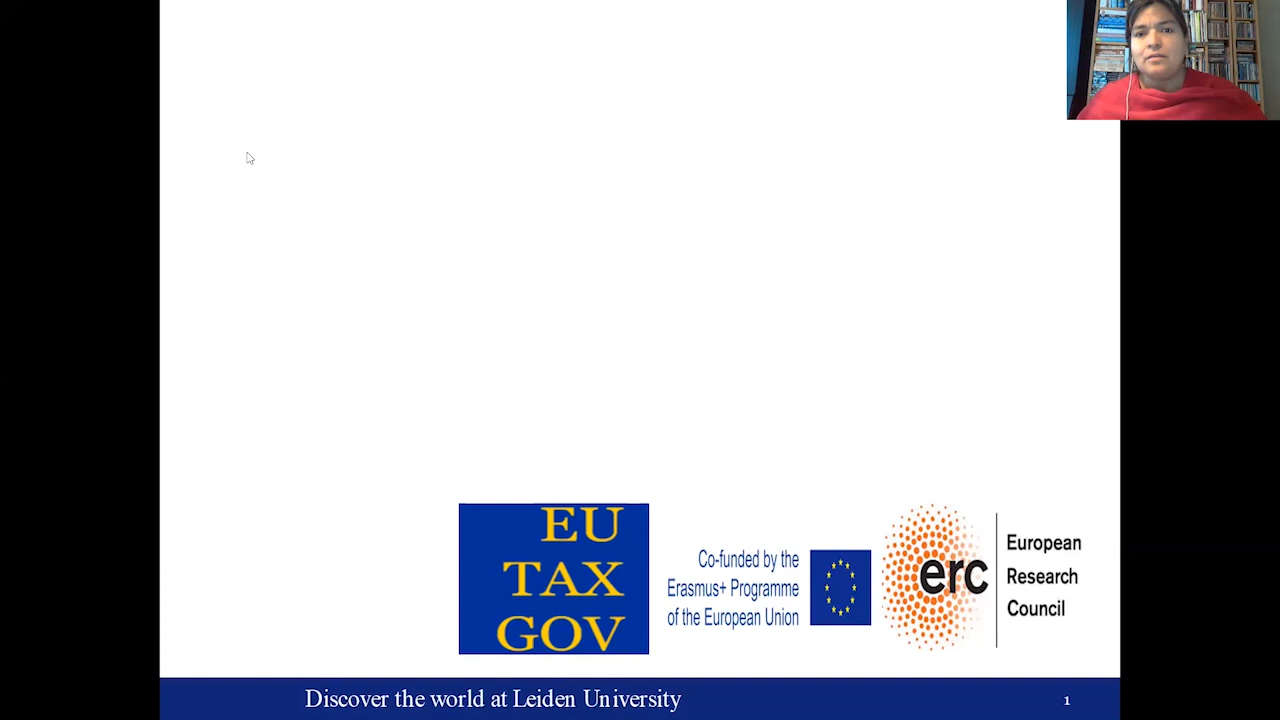 EU
TAX
GOV
Co-funded by the
Erasmus+ Programme
of the European Union
erc
European
Research
Council
Discover the world at Leiden University
1